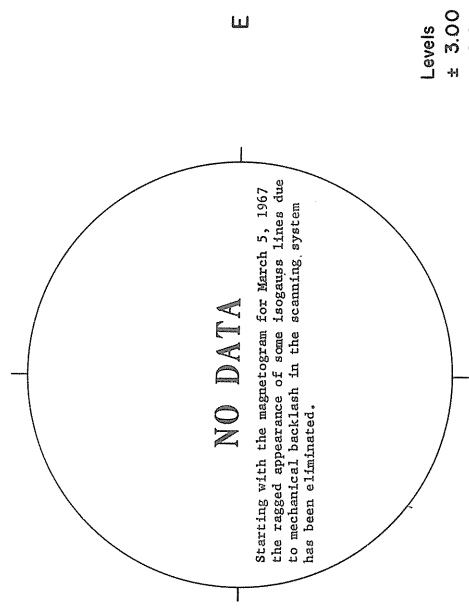 E
NO DATA
Starting with the magnetogram for March 5, 1967
the ragged appearance of some isogauss lines due
to mechanical backlash in the scanning system
has been eliminated.
Levels
± 3.00